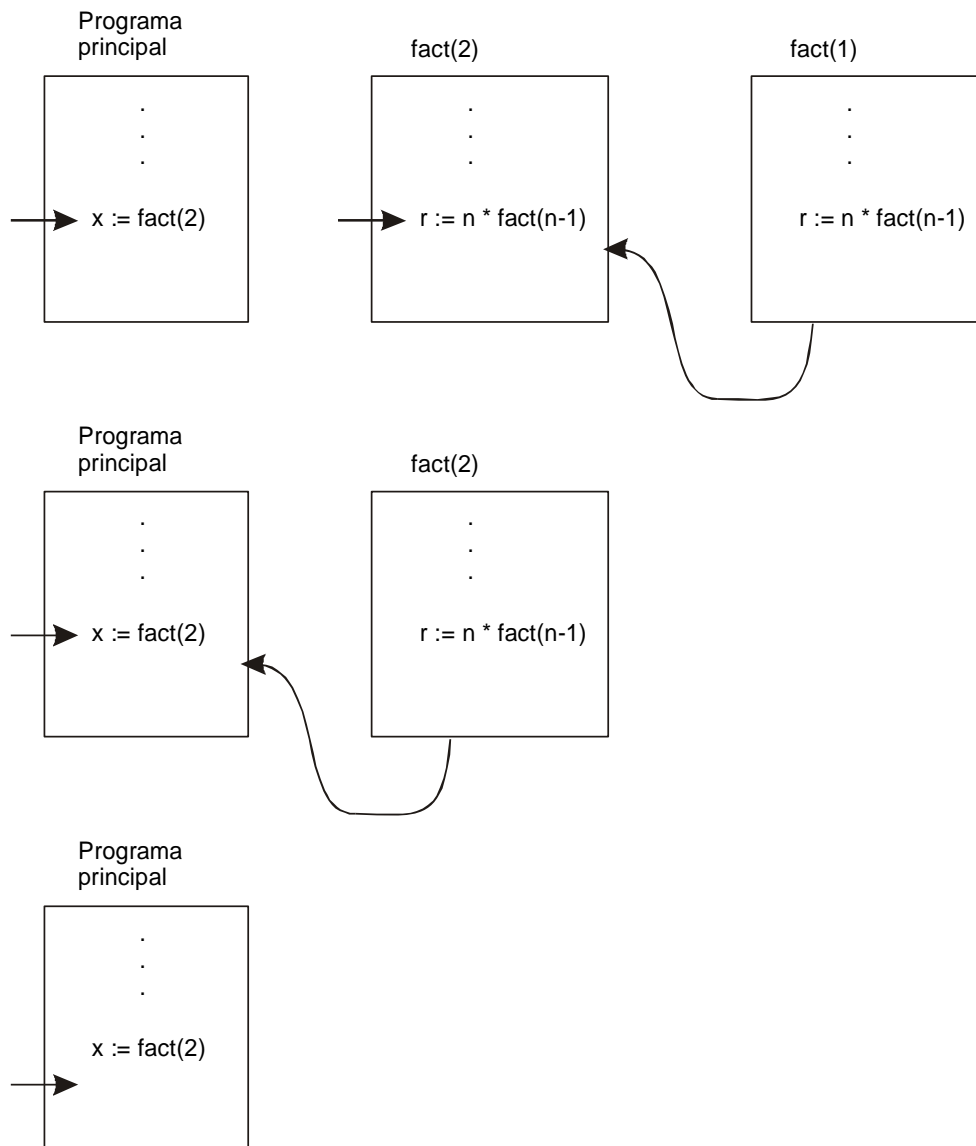 Programa
principal
fact(2)
fact(1)
.
.
.
.
.
.
.
.
.
x := fact(2)
r := n * fact(n-1)
r := n * fact(n-1)
Programa
principal
fact(2)
.
.
.
.
.
.
x := fact(2)
r := n * fact(n-1)
Programa
principal
.
.
.
x := fact(2)